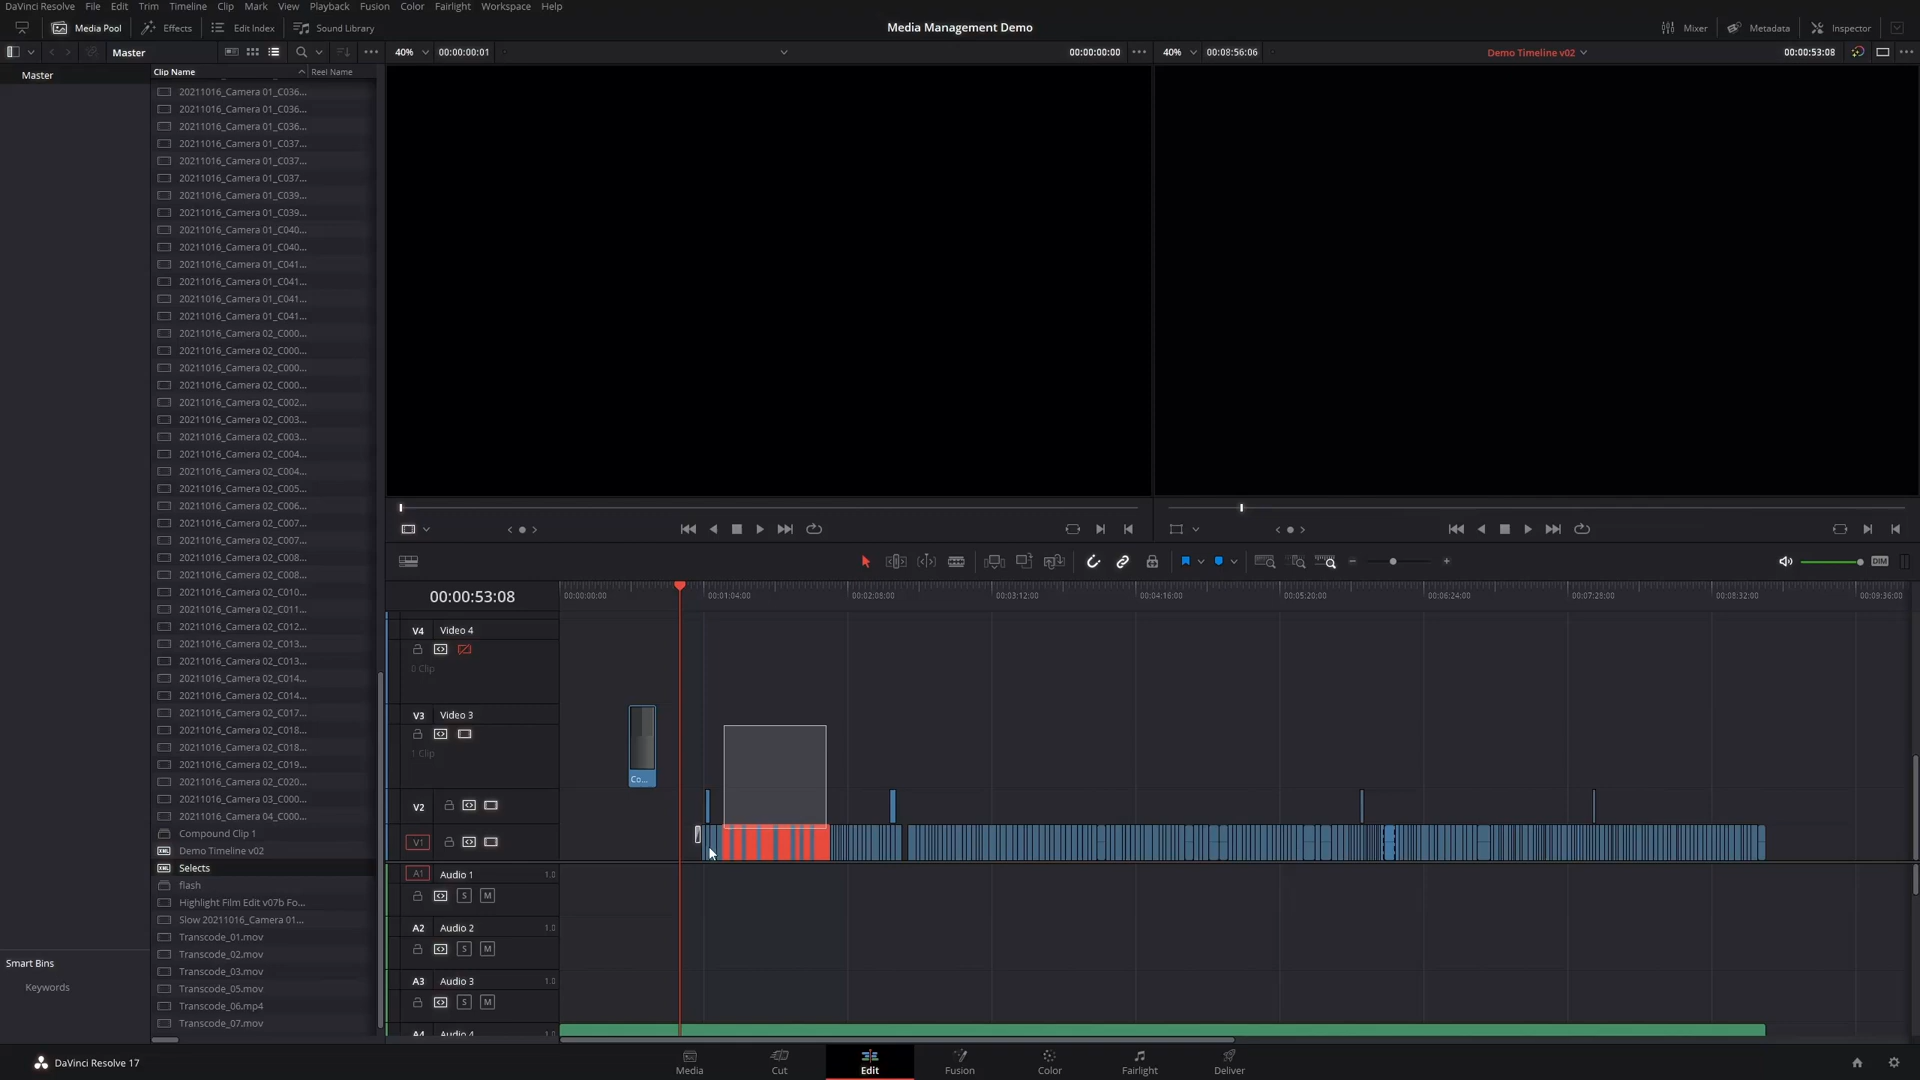 DaVinci Resolve File Edit Trim Timeline Clip Mark View Playback Fusion Color Fairlight Workspace Help
Media Pool Effects Edit Index Sound Library Media Management Demo Mixer Metadata Inspector
Master 40% 00:00:00:01 00:00:00:00 40% 00:08:56:06 Demo Timeline v02 00:00:53:08
Master
Clip Name Reel Name
20211016_Camera 01_C036...
20211016_Camera 01_C036...
20211016_Camera 01_C036...
20211016_Camera 01_C037...
20211016_Camera 01_C037...
20211016_Camera 01_C037...
20211016_Camera 01_C039...
20211016_Camera 01_C039...
20211016_Camera 01_C040...
20211016_Camera 01_C040...
20211016_Camera 01_C041...
20211016_Camera 01_C041...
20211016_Camera 01_C041...
20211016_Camera 01_C041...
20211016_Camera 02_C000...
20211016_Camera 02_C000...
20211016_Camera 02_C000...
20211016_Camera 02_C000...
20211016_Camera 02_C002...
20211016_Camera 02_C003...
20211016_Camera 02_C003...
20211016_Camera 02_C004...
20211016_Camera 02_C004...
20211016_Camera 02_C005...
20211016_Camera 02_C006...
20211016_Camera 02_C007...
20211016_Camera 02_C007...
20211016_Camera 02_C008...
20211016_Camera 02_C008...
20211016_Camera 02_C010...
20211016_Camera 02_C011...
20211016_Camera 02_C012...
20211016_Camera 02_C013...
20211016_Camera 02_C013...
20211016_Camera 02_C014...
20211016_Camera 02_C014...
20211016_Camera 02_C017...
20211016_Camera 02_C018...
20211016_Camera 02_C018...
20211016_Camera 02_C019...
20211016_Camera 02_C020...
20211016_Camera 03_C000...
20211016_Camera 04_C000...
Compound Clip 1
Demo Timeline v02
Selects
flash
Highlight Film Edit v07b Fo...
Slow 20211016_Camera 01...
Transcode_01.mov
Transcode_02.mov
Transcode_03.mov
Transcode_05.mov
Transcode_06.mp4
Transcode_07.mov
Smart Bins
Keywords
DIM
00:00:53:08
00:00:00:00 00:01:04:00 00:02:08:00 00:03:12:00 00:04:16:00 00:05:20:00 00:06:24:00 00:07:28:00 00:08:32:00 00:09:36:00
V4 Video 4
0 Clip
V3 Video 3
1 Clip
Co...
V2
V1
A1 Audio 1 1.0
S M
A2 Audio 2 1.0
S M
A3 Audio 3 1.0
S M
A4 Audio 4 1.0
DaVinci Resolve 17
Media Cut Edit Fusion Color Fairlight Deliver